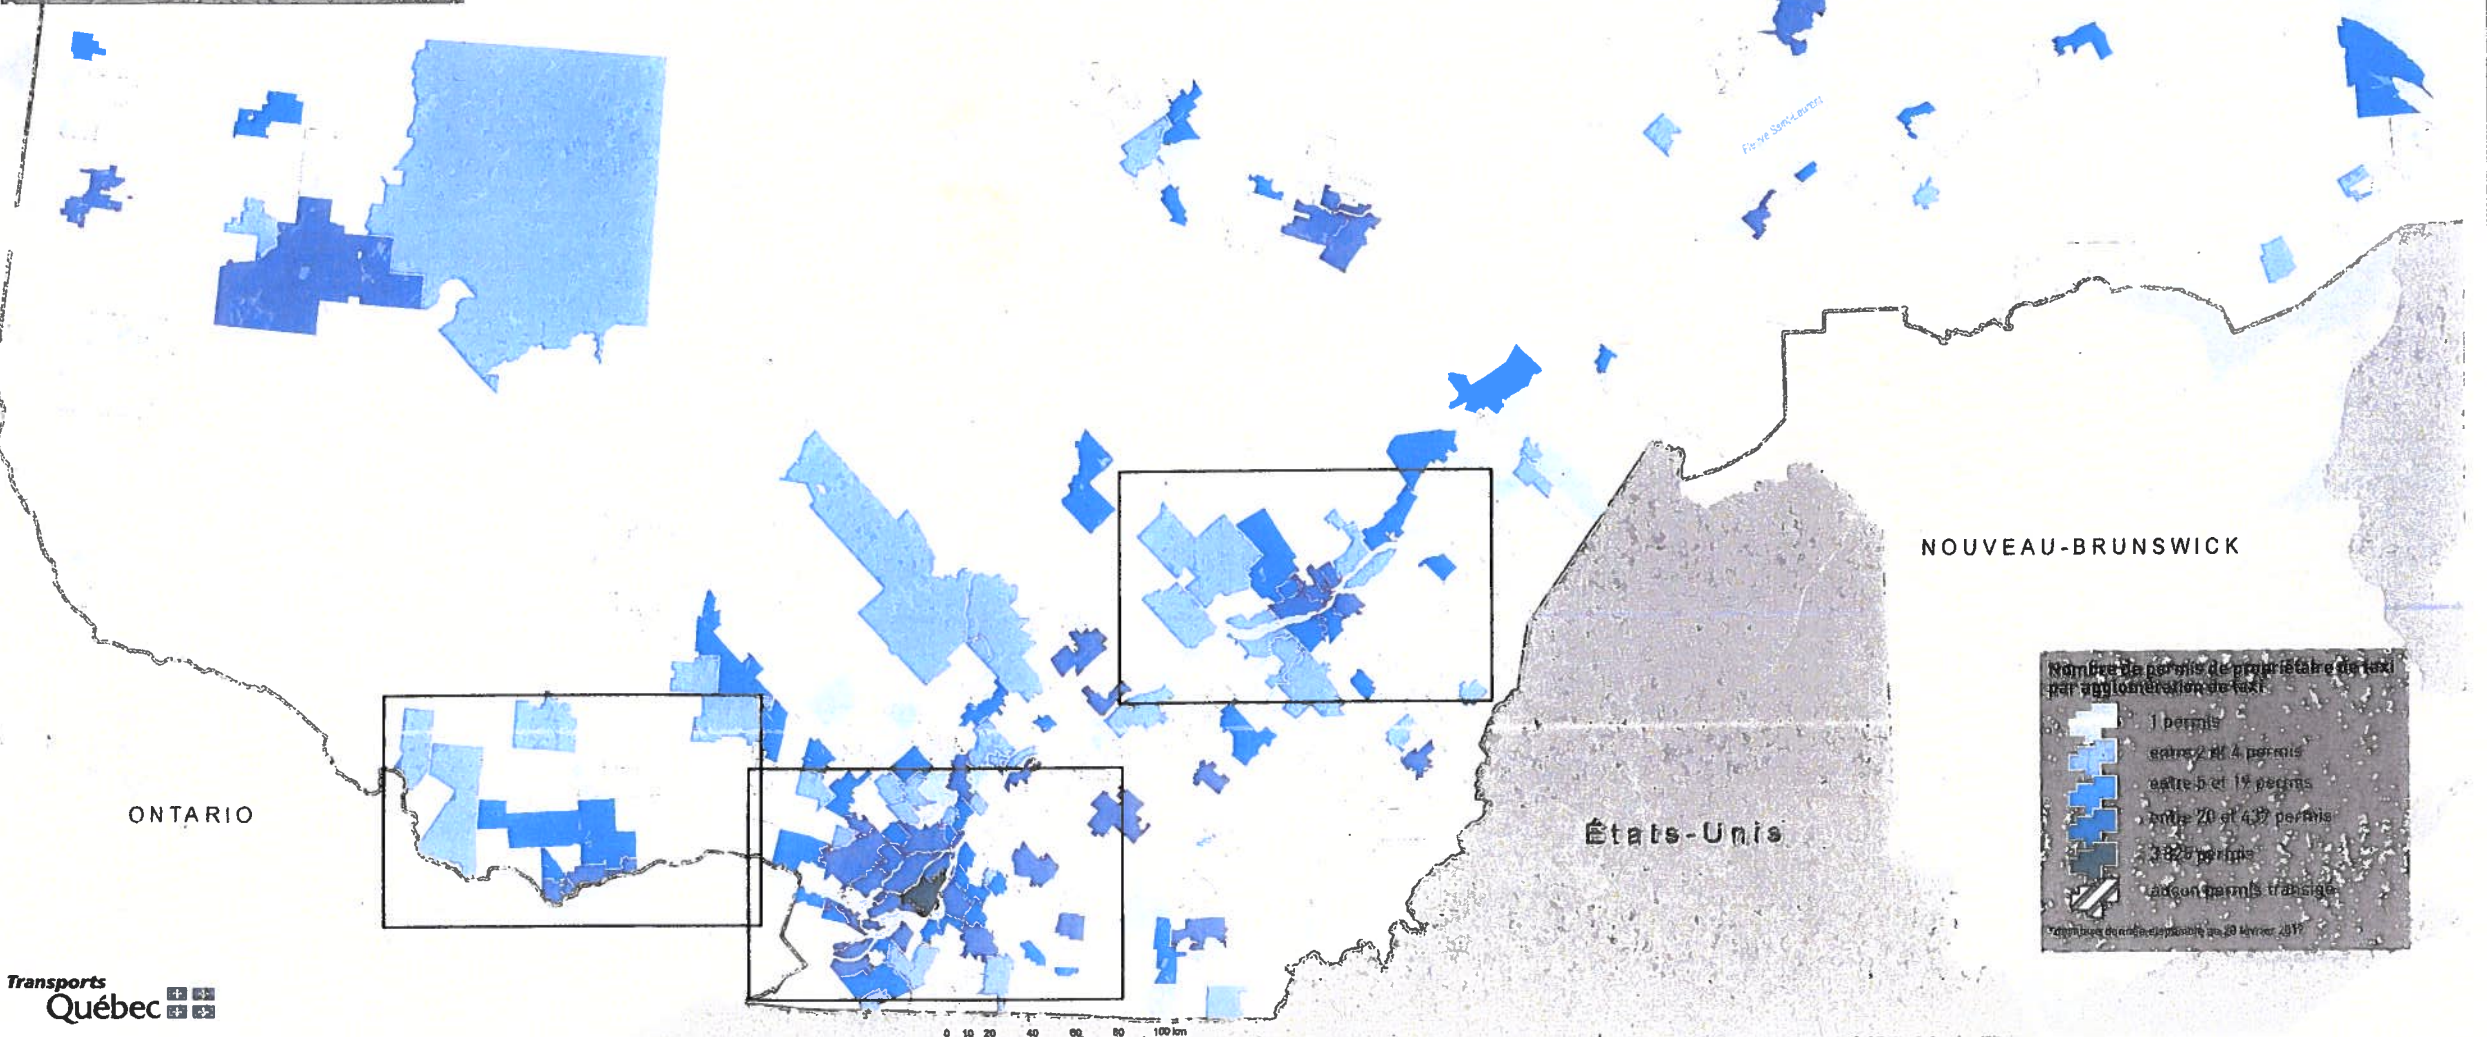 Fleuve Saint-Laurent
NOUVEAU-BRUNSWICK
ONTARIO
États-Unis
Nombre de permis de propriétaire de taxi
par agglomération de taxi
1 permis
entre 2 et 4 permis
entre 5 et 19 permis
entre 20 et 437 permis
permis
aucun permis transigé
Transports
Québec
0 10 20 40 60 80 100 km